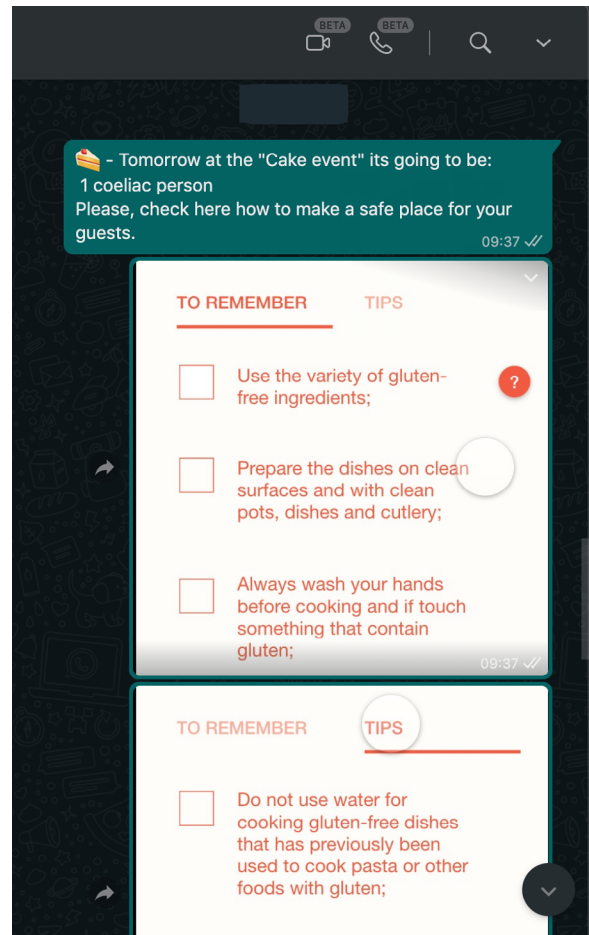 BETA BETA
🍰 - Tomorrow at the "Cake event" its going to be:
1 coeliac person
Please, check here how to make a safe place for your
guests.
09:37
TO REMEMBER TIPS
Use the variety of gluten-
free ingredients;
?
Prepare the dishes on clean
surfaces and with clean
pots, dishes and cutlery;
Always wash your hands
before cooking and if touch
something that contain
gluten;
09:37
TO REMEMBER TIPS
Do not use water for
cooking gluten-free dishes
that has previously been
used to cook pasta or other
foods with gluten;